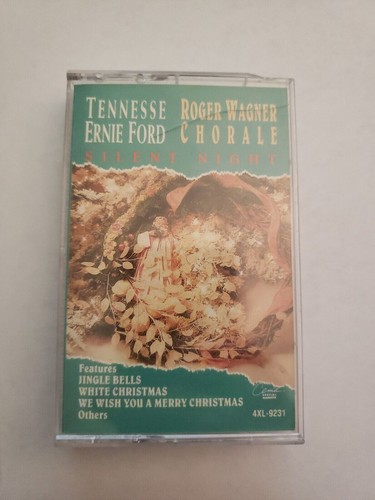 TENNESSE ROGER WAGNER
ERNIE FORD CHORALE
SILENT NIGHT
Features
JINGLE BELLS
WHITE CHRISTMAS
WE WISH YOU A MERRY CHRISTMAS
Others
4XL-9231